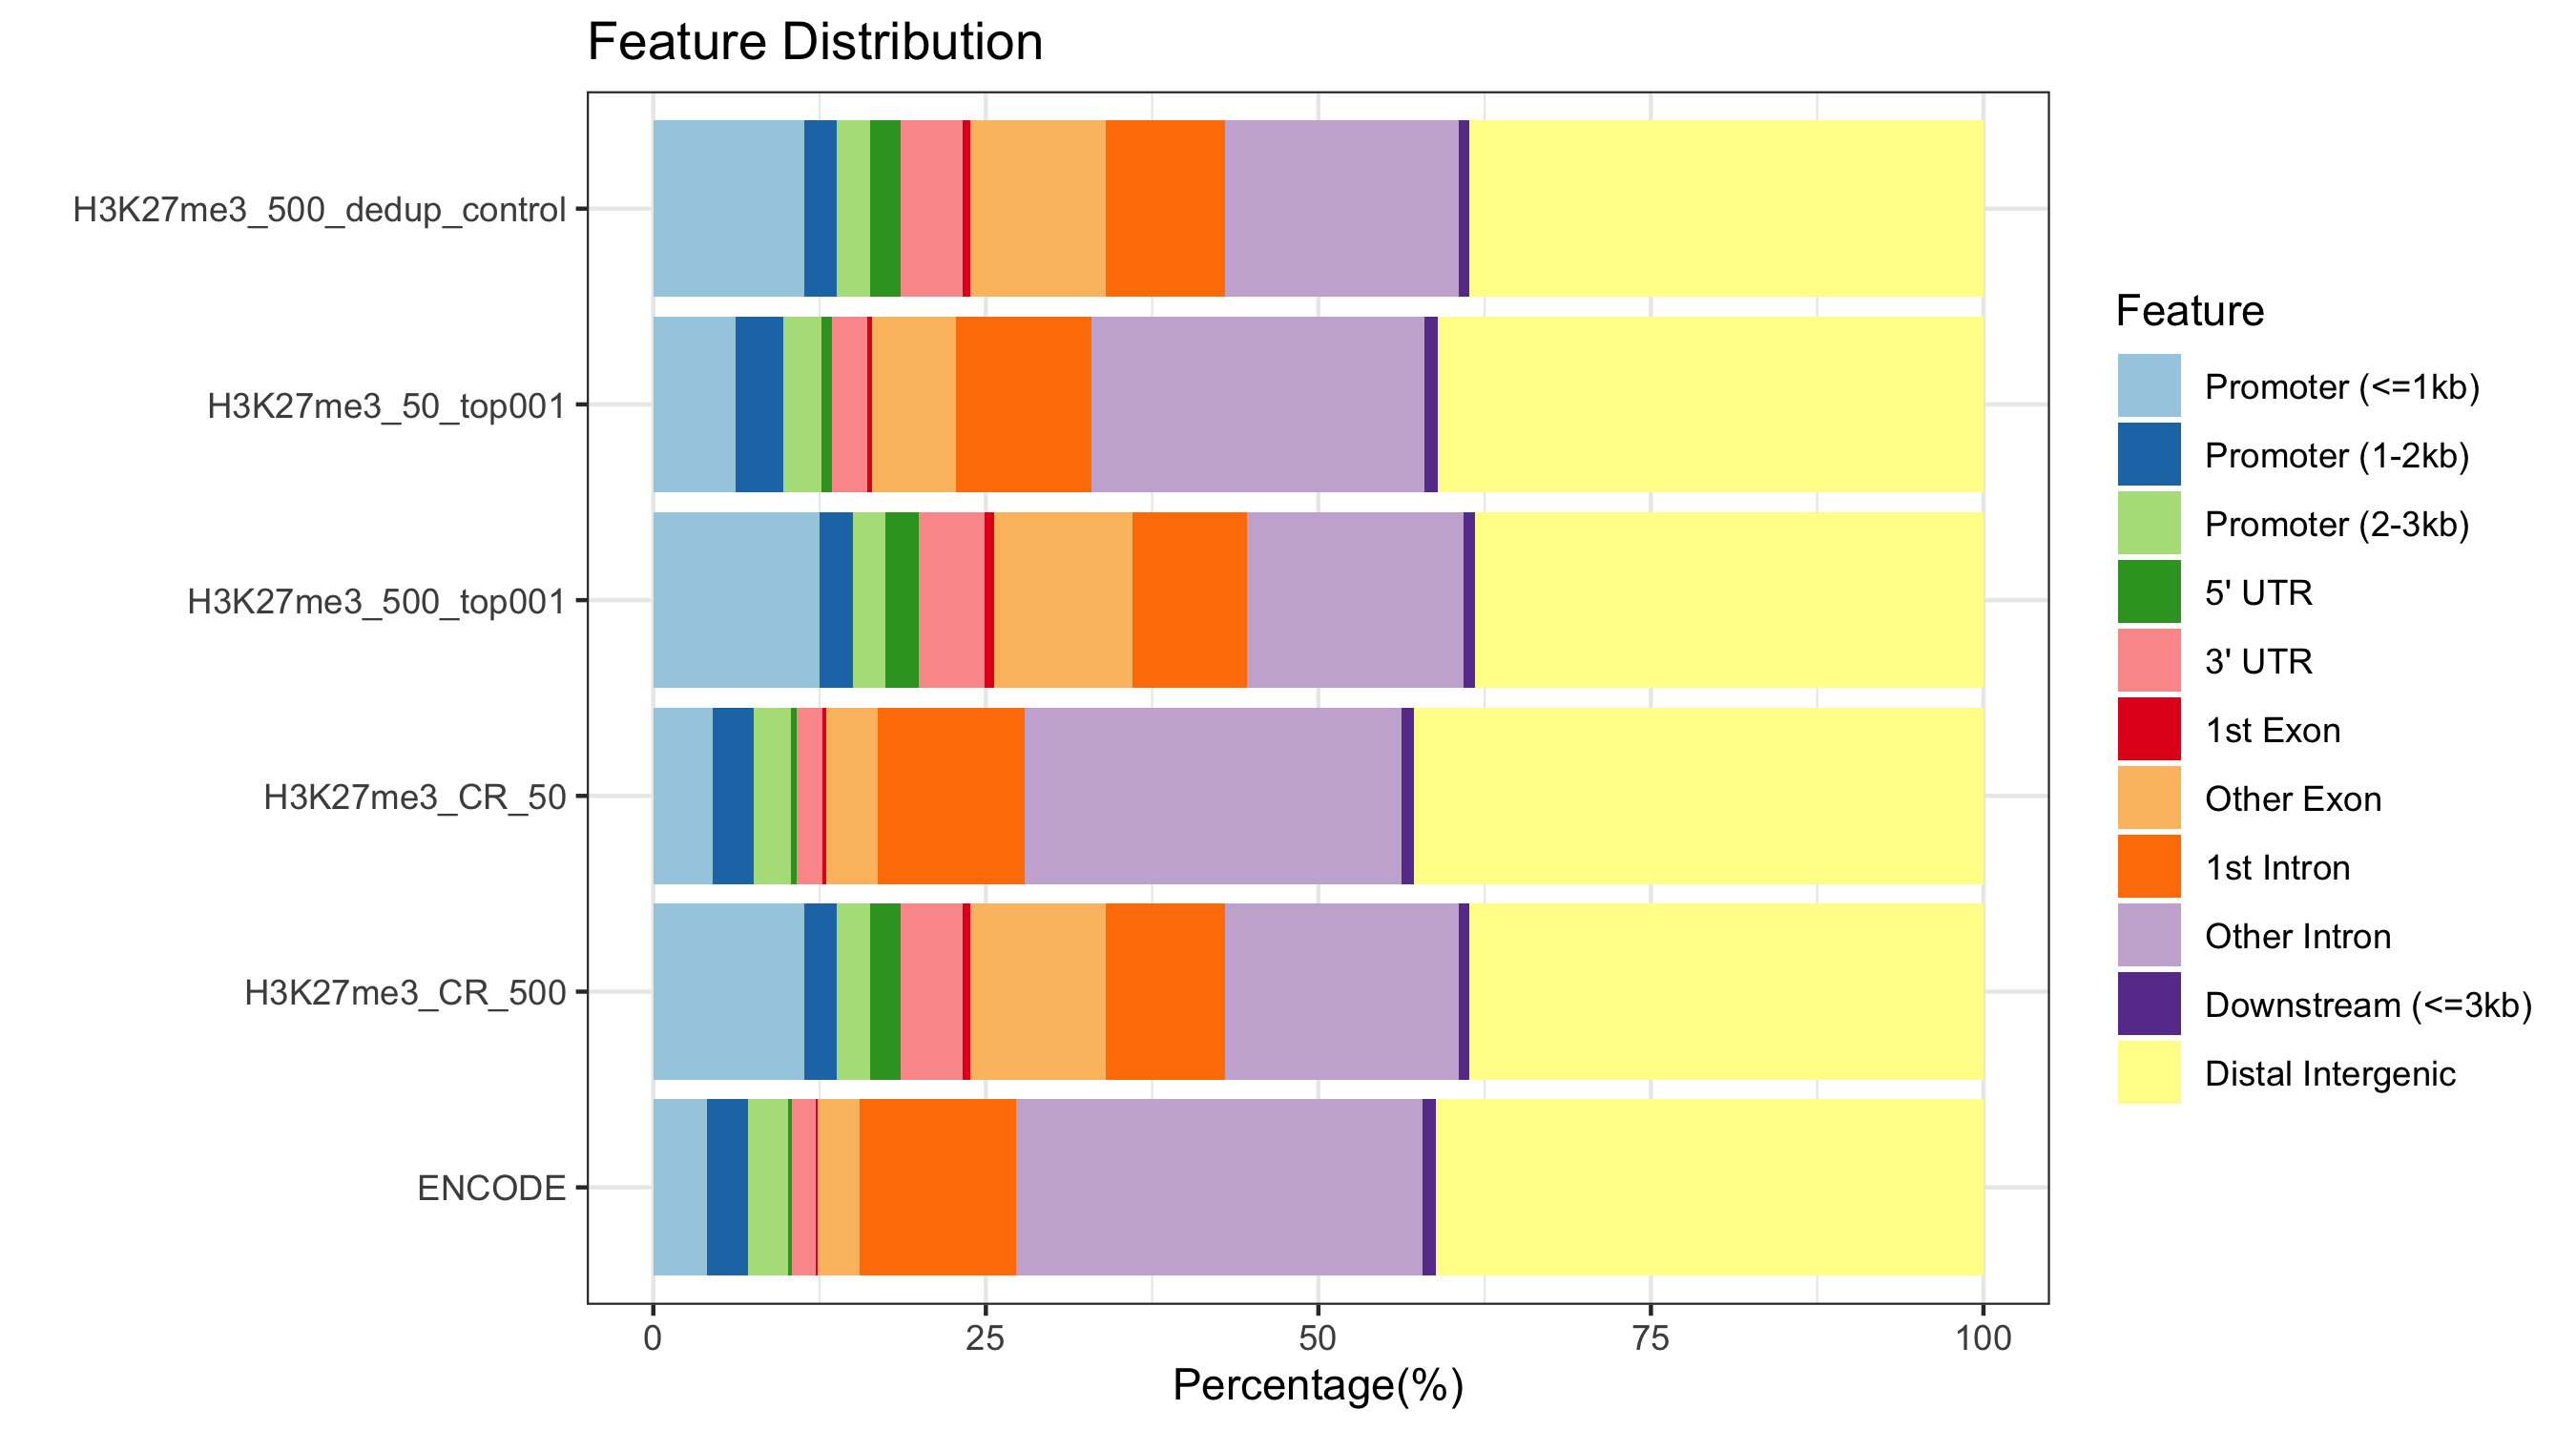 Feature Distribution
H3K27me3_500_dedup_control
H3K27me3_50_top001
H3K27me3_500_top001
H3K27me3_CR_50
H3K27me3_CR_500
ENCODE
0 25 50 75 100
Percentage(%)
Feature
Promoter (<=1kb)
Promoter (1-2kb)
Promoter (2-3kb)
5' UTR
3' UTR
1st Exon
Other Exon
1st Intron
Other Intron
Downstream (<=3kb)
Distal Intergenic